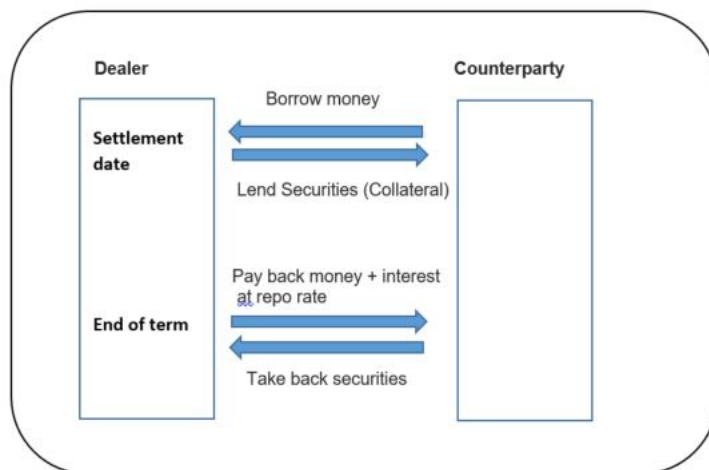 Dealer
Counterparty
Borrow money
Settlement
date
Lend Securities (Collateral)
Pay back money + interest
at repo rate
End of term
Take back securities